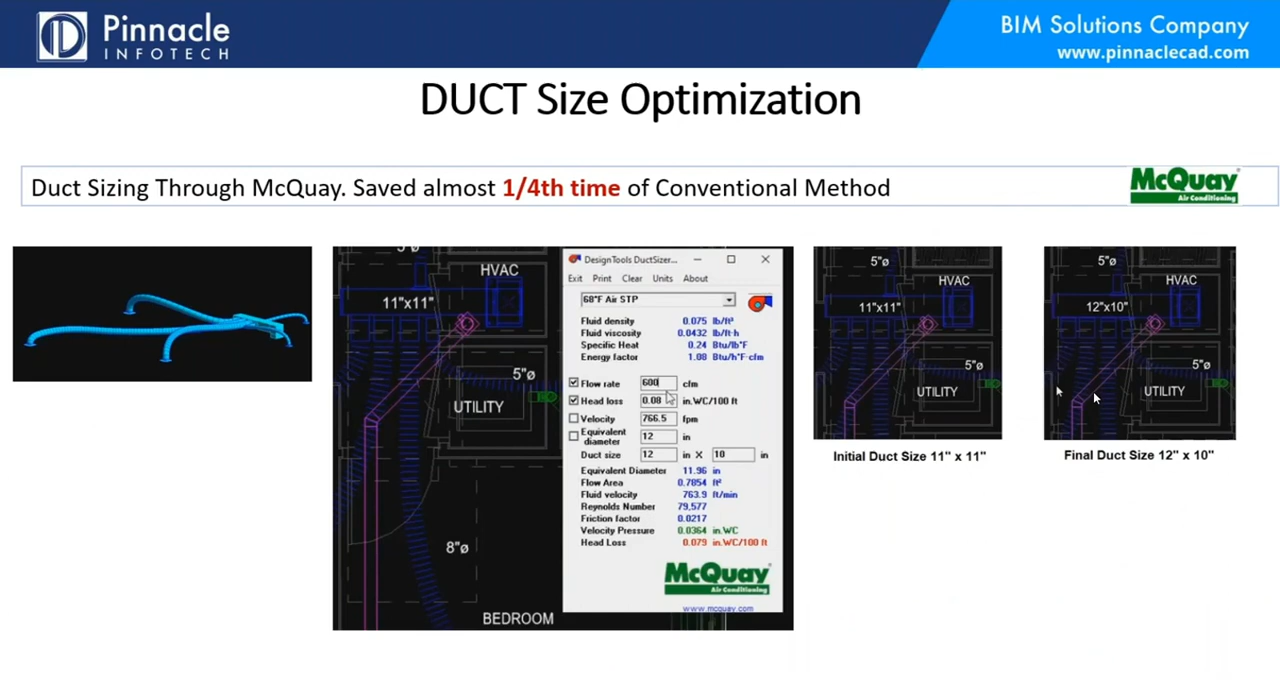 Pinnacle
INFOTECH
BIM Solutions Company
www.pinnaclecad.com
DUCT Size Optimization
Duct Sizing Through McQuay. Saved almost 1/4th time of Conventional Method
McQuay
Air Conditioning
5"ø
HVAC
11"x11"
5"ø
UTILITY
8"ø
BEDROOM
DesignTools DuctSizer...
Exit Print Clear Units About
68°F Air STP
Fluid density 0.075 lb/ft³
Fluid viscosity 0.0432 lb/ft·h
Specific Heat 0.24 Btu/lb°F
Energy factor 1.08 Btu/h°F·cfm
Flow rate 600 cfm
Head loss 0.08 in.WC/100 ft
Velocity 766.5 fpm
Equivalent diameter 12 in
Duct size 12 in X 10 in
Equivalent Diameter 11.96 in
Flow Area 0.7854 ft²
Fluid velocity 763.9 ft/min
Reynolds Number 79,577
Friction factor 0.0217
Velocity Pressure 0.0364 in.WC
Head Loss 0.079 in.WC/100 ft
McQuay
Air Conditioning
www.mcquay.com
5"ø
HVAC
11"x11"
5"ø
UTILITY
Initial Duct Size 11" x 11"
5"ø
HVAC
12"x10"
5"ø
UTILITY
Final Duct Size 12" x 10"